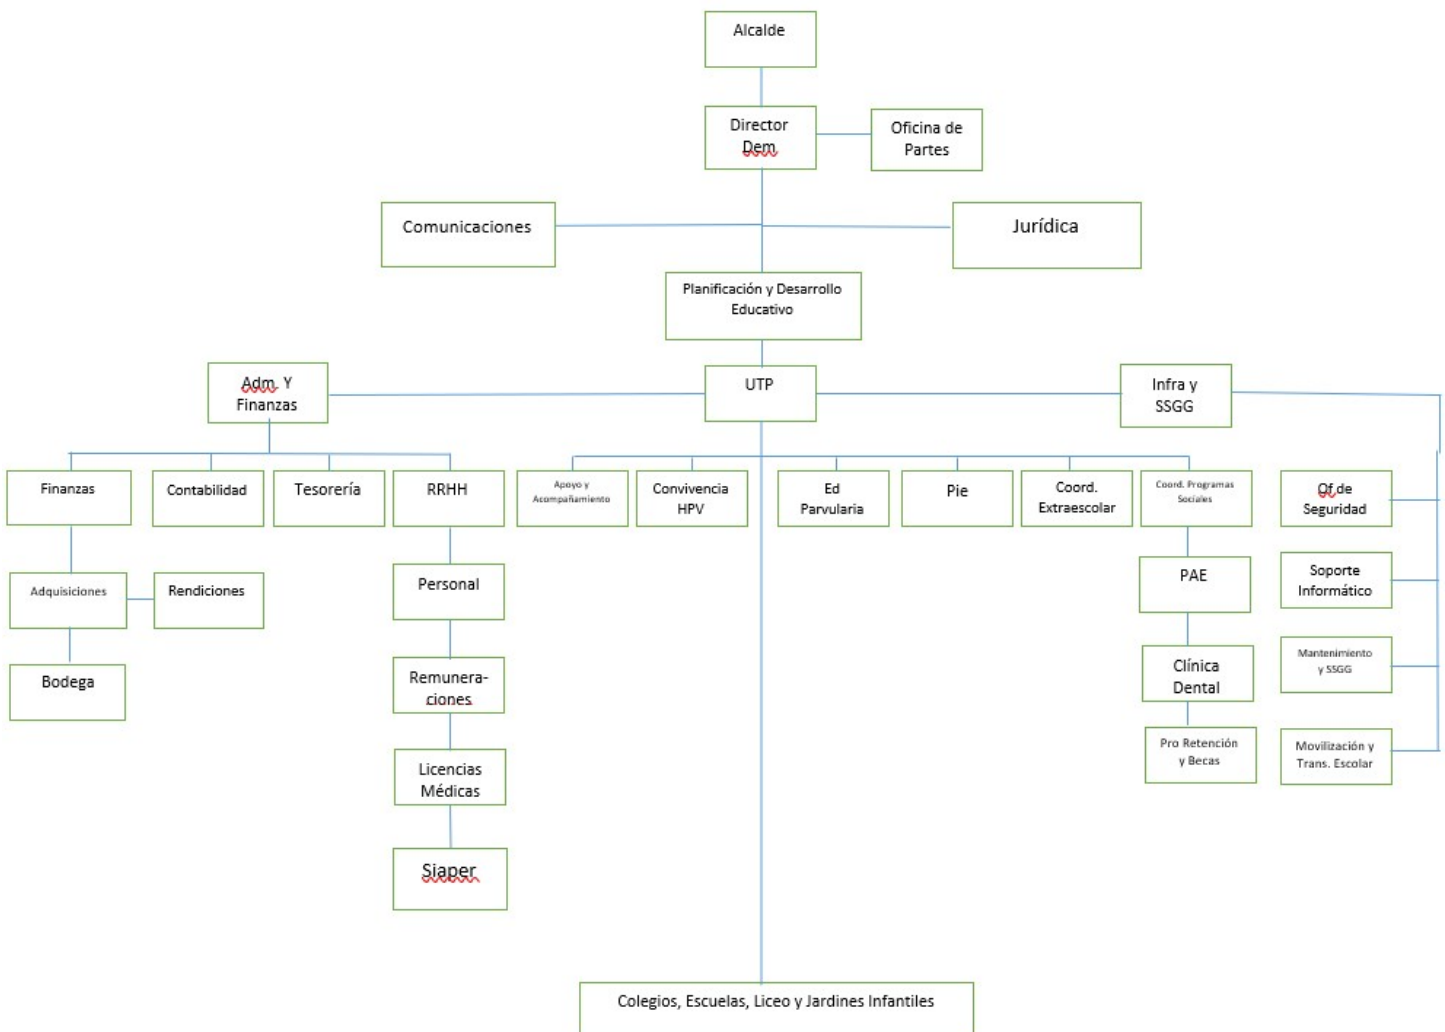 Alcalde
Director
Dem
Oficina de
Partes
Comunicaciones
Jurídica
Planificación y Desarrollo
Educativo
Adm. Y
Finanzas
UTP
Infra y
SSGG
Finanzas
Contabilidad
Tesorería
RRHH
Apoyo y
Acompañamiento
Convivencia
HPV
Ed
Parvularia
Pie
Coord.
Extraescolar
Coord. Programas
Sociales
Of de
Seguridad
Adquisiciones
Rendiciones
Personal
PAE
Soporte
Informático
Bodega
Remunera-
ciones
Clínica
Dental
Mantenimiento
y SSGG
Licencias
Médicas
Pro Retención
y Becas
Movilización y
Trans. Escolar
Siaper
Colegios, Escuelas, Liceo y Jardines Infantiles